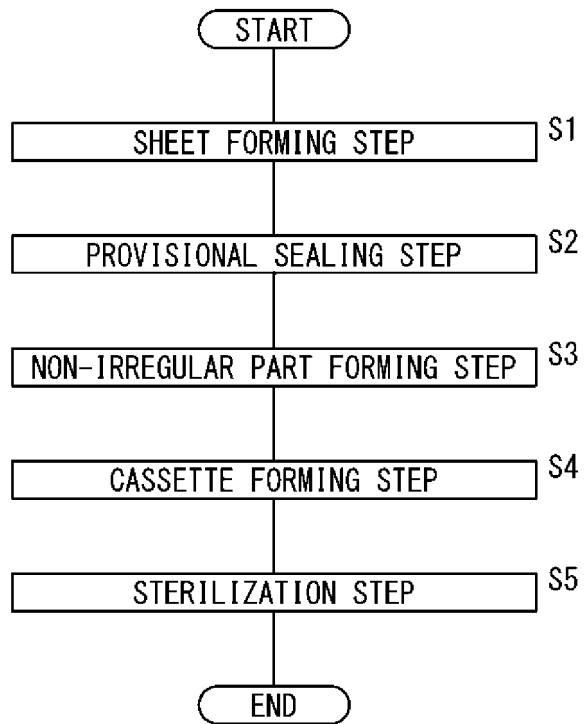 START
S1
SHEET FORMING STEP
S2
PROVISIONAL SEALING STEP
S3
NON-IRREGULAR PART FORMING STEP
S4
CASSETTE FORMING STEP
S5
STERILIZATION STEP
END